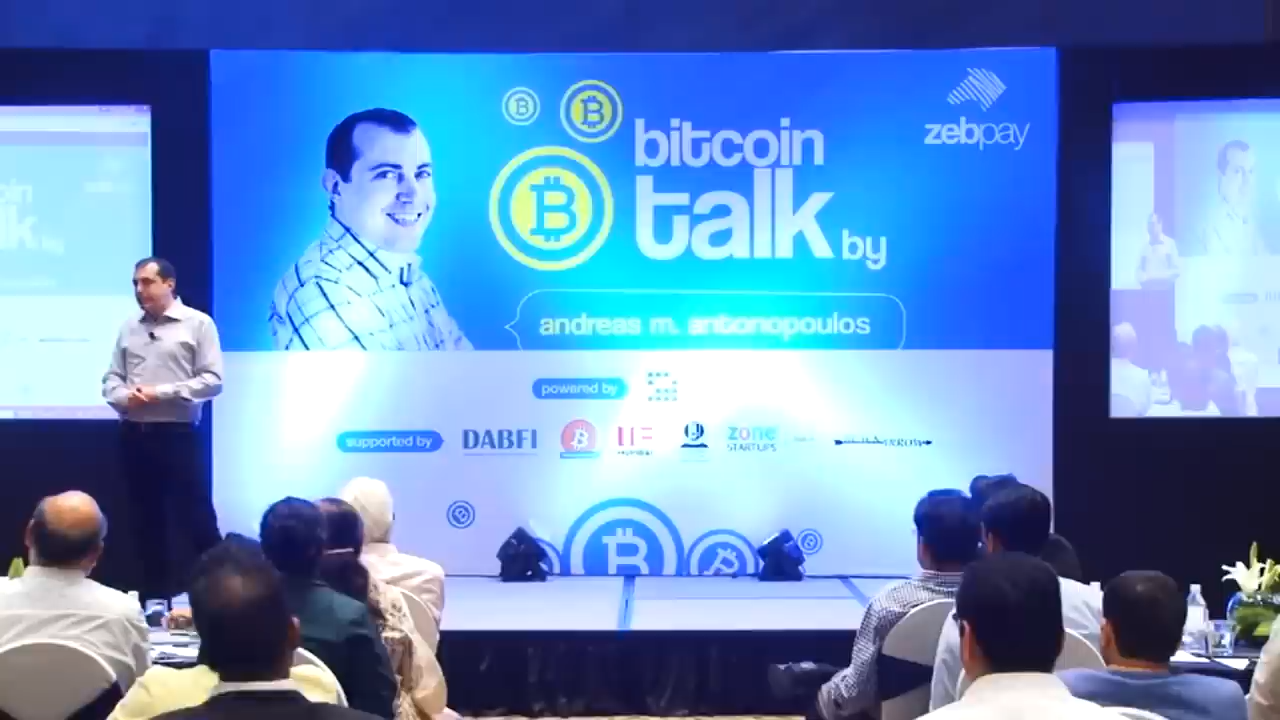 zebpay
bitcoin
talk by
andreas m. antonopoulos
powered by
supported by
DABFI
zone
STARTUPS